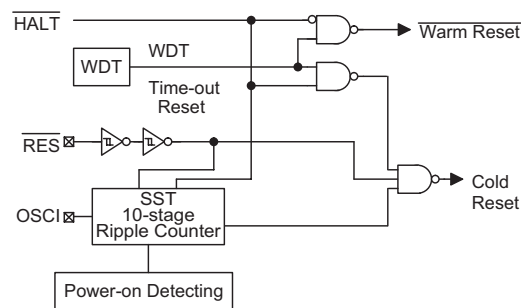 HALT
Warm Reset
WDT
WDT
Time-out
Reset
RES
Cold
Reset
OSCI
SST
10-stage
Ripple Counter
Power-on Detecting